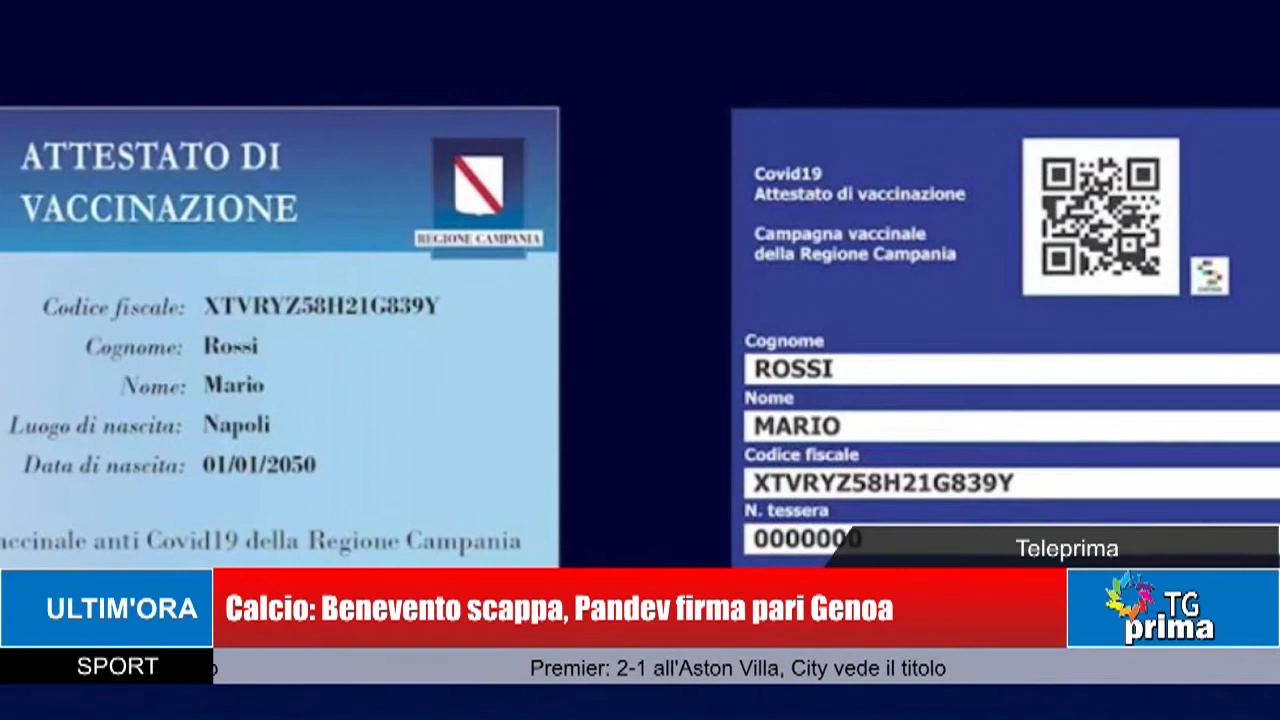 ATTESTATO DI
VACCINAZIONE
REGIONE CAMPANIA
Codice fiscale: XTVRYZ58H21G839Y
Cognome: Rossi
Nome: Mario
Luogo di nascita: Napoli
Data di nascita: 01/01/2050
accinale anti Covid19 della Regione Campania
Covid19
Attestato di vaccinazione
Campagna vaccinale
della Regione Campania
Cognome
ROSSI
Nome
MARIO
Codice fiscale
XTVRYZ58H21G839Y
N. tessera
0000000
Teleprima
ULTIM'ORA
Calcio: Benevento scappa, Pandev firma pari Genoa
TG
prima
SPORT
Premier: 2-1 all'Aston Villa, City vede il titolo